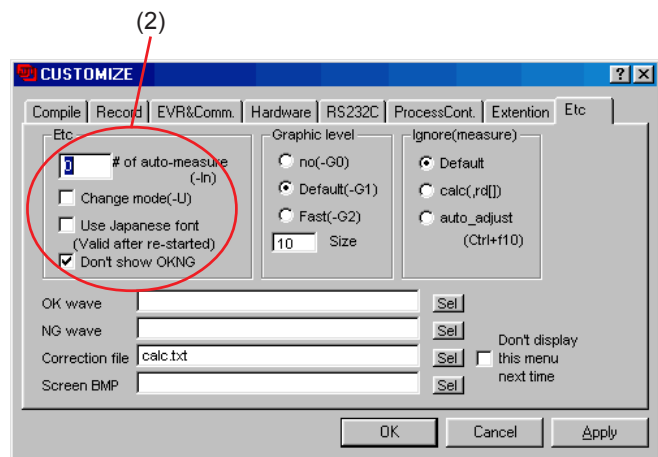 (2)
CUSTOMIZE
Compile Record EVR&Comm. Hardware RS232C ProcessCont. Extention Etc
Etc
0 # of auto-measure
(-In)
Change mode(-U)
Use Japanese font
(Valid after re-started)
Don't show OKNG
Graphic level
no(-G0)
Default(-G1)
Fast(-G2)
10 Size
Ignore(measure)
Default
calc(,rd[])
auto_adjust
(Ctrl+f10)
OK wave Sel
NG wave Sel
Correction file calc.txt Sel
Screen BMP Sel
Don't display
this menu
next time
OK Cancel Apply